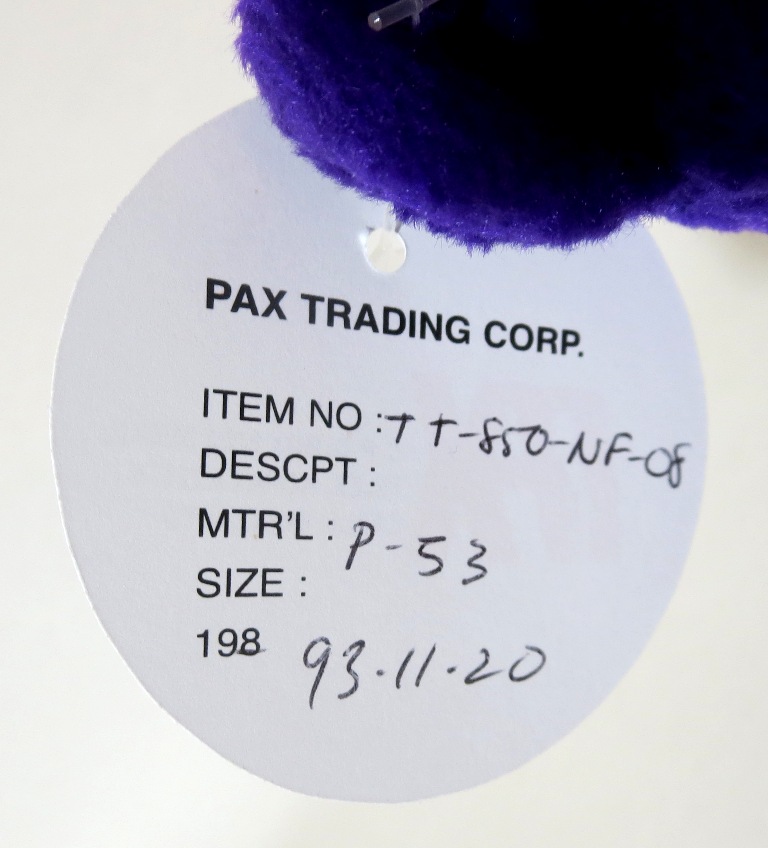 PAX TRADING CORP.
ITEM NO : TT-850-NF-08
DESCPT :
MTR'L : P-53
SIZE :
198 93.11.20